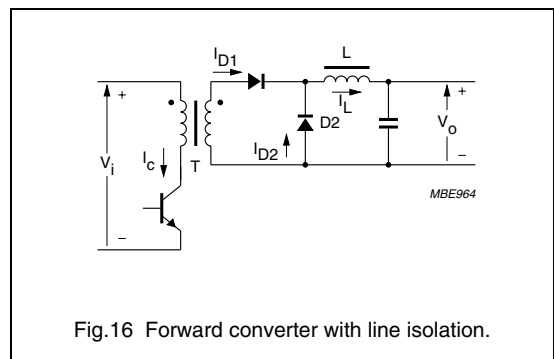 I_D1
L
+
I_L
+
V_i
I_c
T
D2
I_D2
V_o
–
MBE964
–
Fig.16 Forward converter with line isolation.